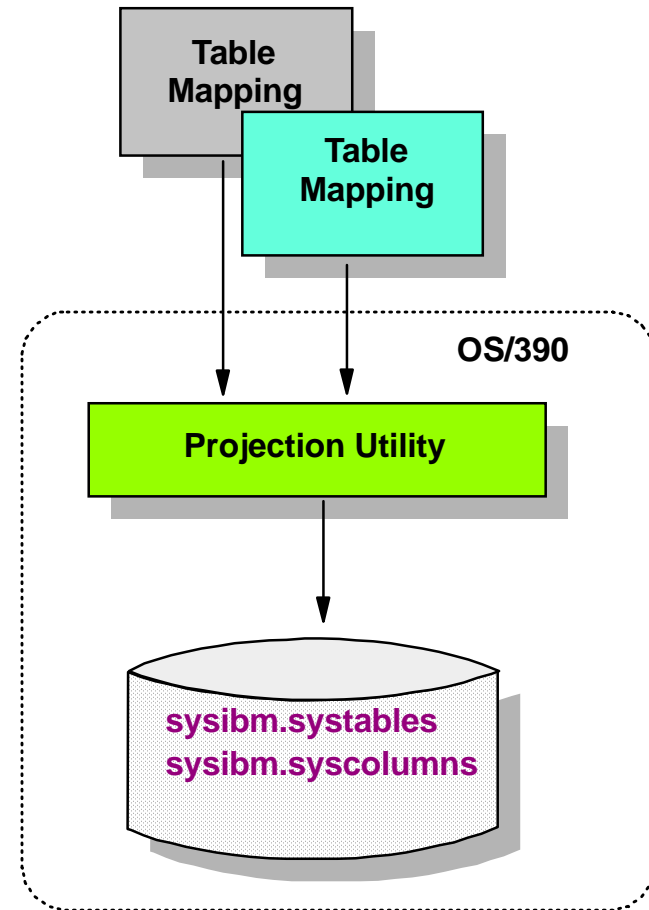 Table
Mapping
Table
Mapping
OS/390
Projection Utility
sysibm.systables
sysibm.syscolumns